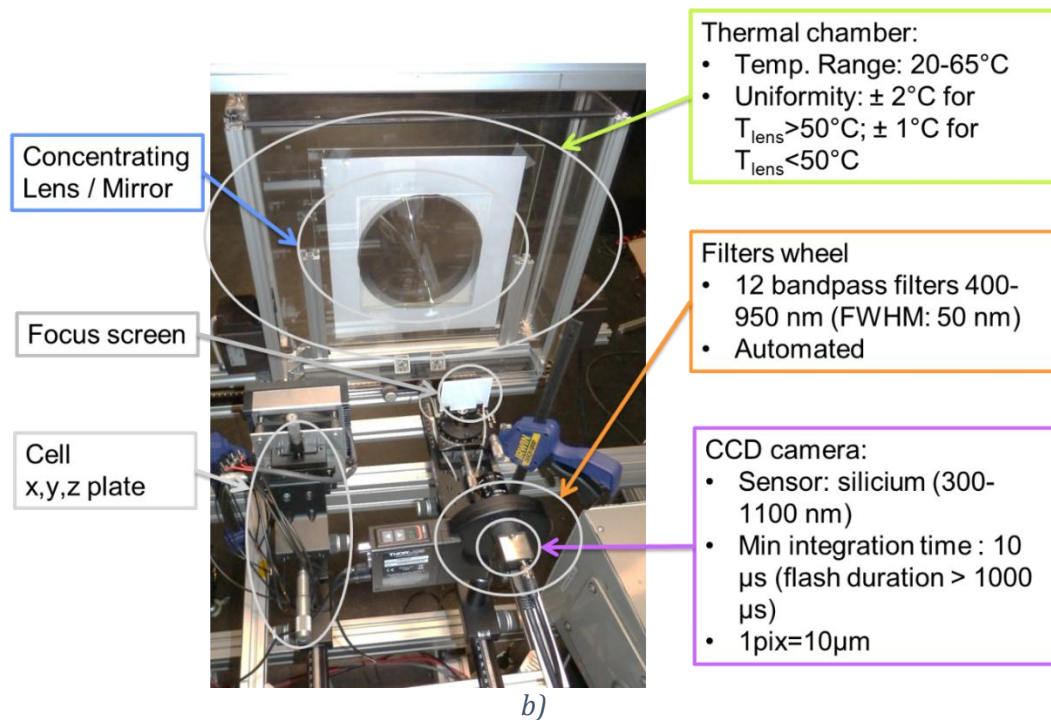 Thermal chamber:
• Temp. Range: 20-65°C
• Uniformity: ± 2°C for
Tlens>50°C; ± 1°C for
Tlens<50°C
Concentrating
Lens / Mirror
Filters wheel
• 12 bandpass filters 400-
950 nm (FWHM: 50 nm)
• Automated
Focus screen
Cell
x,y,z plate
CCD camera:
• Sensor: silicium (300-
1100 nm)
• Min integration time : 10
µs (flash duration > 1000
µs)
• 1pix=10µm
IRWIN
THORLABS
b)